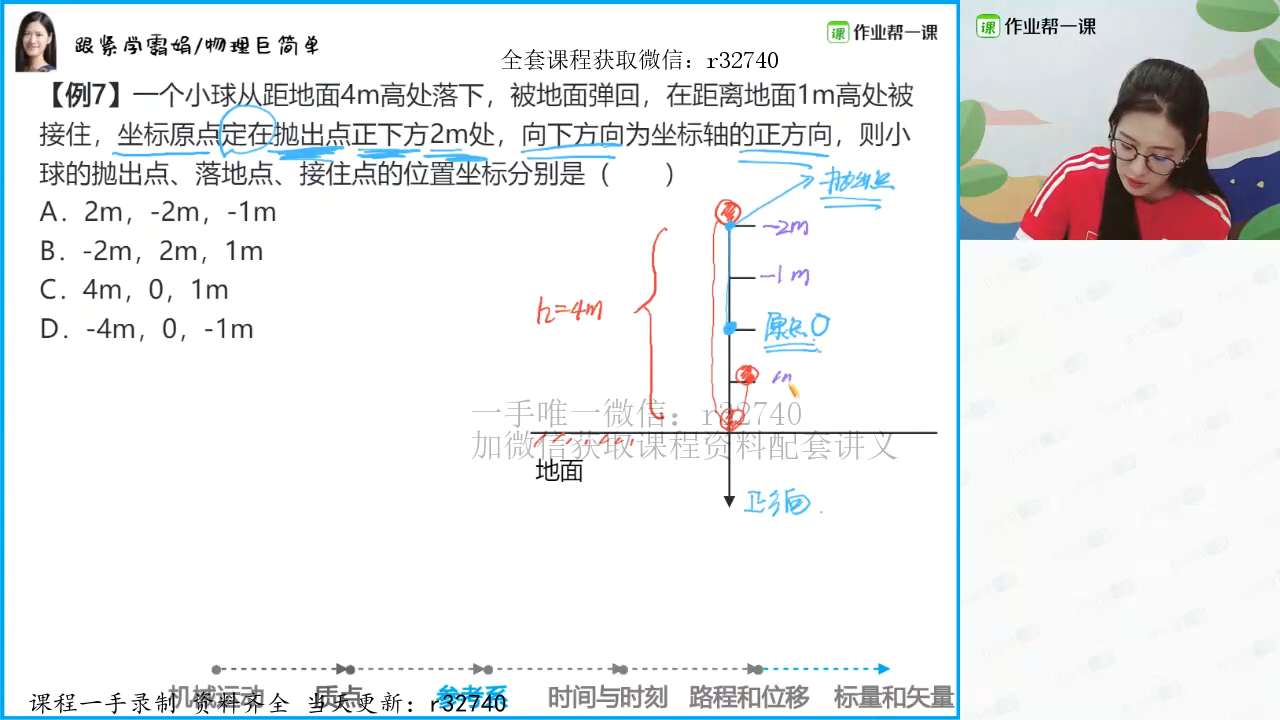 跟紧学霸娟/物理巨简单
课 作业帮一课
课 作业帮一课
全套课程获取微信：r32740
【例7】一个小球从距地面4m高处落下，被地面弹回，在距离地面1m高处被
接住，坐标原点定在抛出点正下方2m处，向下方向为坐标轴的正方向，则小
球的抛出点、落地点、接住点的位置坐标分别是（　　）
A．2m，-2m，-1m
B．-2m，2m，1m
C．4m，0，1m
D．-4m，0，-1m
抛出点
-2m
-1m
h=4m
原点O
1m
一手唯一微信：r32740
加微信获取课程资料配套讲义
地面
正方向
机械运动 质点 参考系 时间与时刻 路程和位移 标量和矢量
课程一手录制 资料齐全 当天更新：r32740